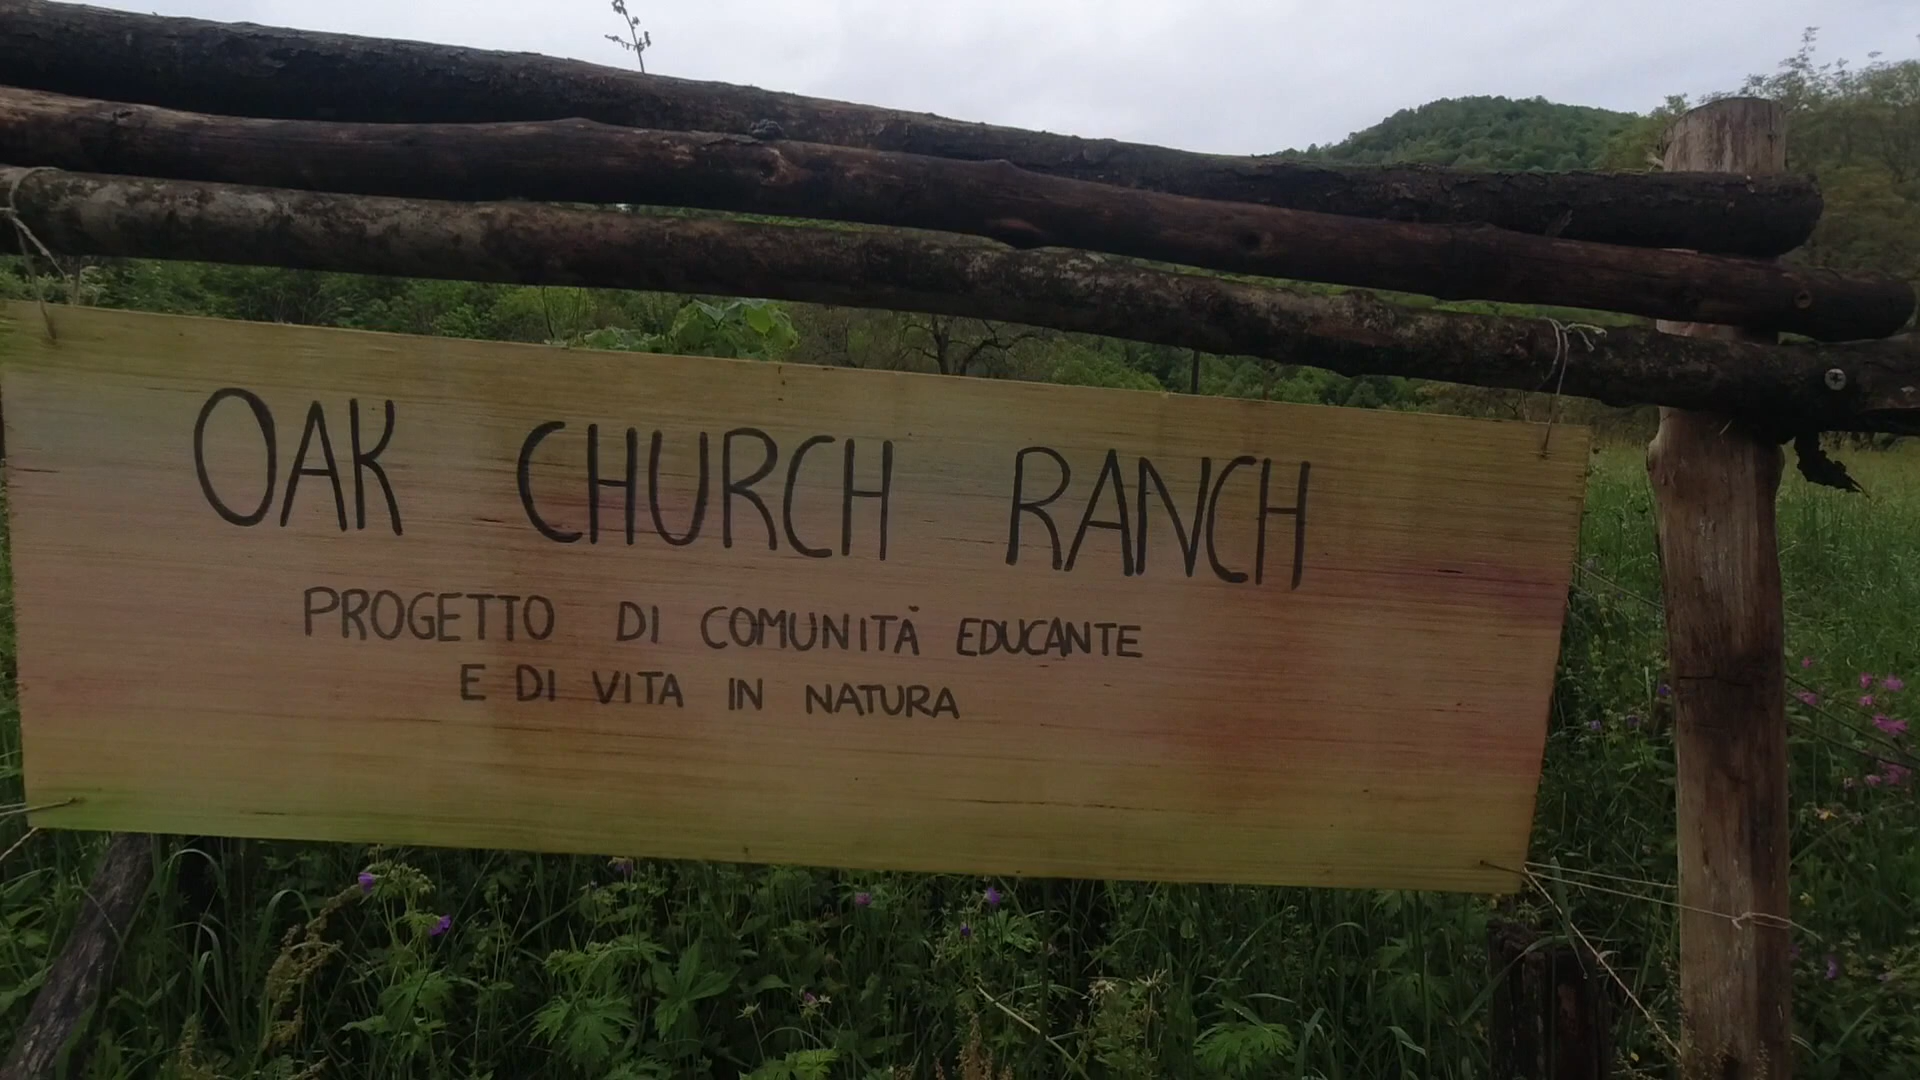 OAK CHURCH RANCH
PROGETTO DI COMUNITÀ EDUCANTE
E DI VITA IN NATURA